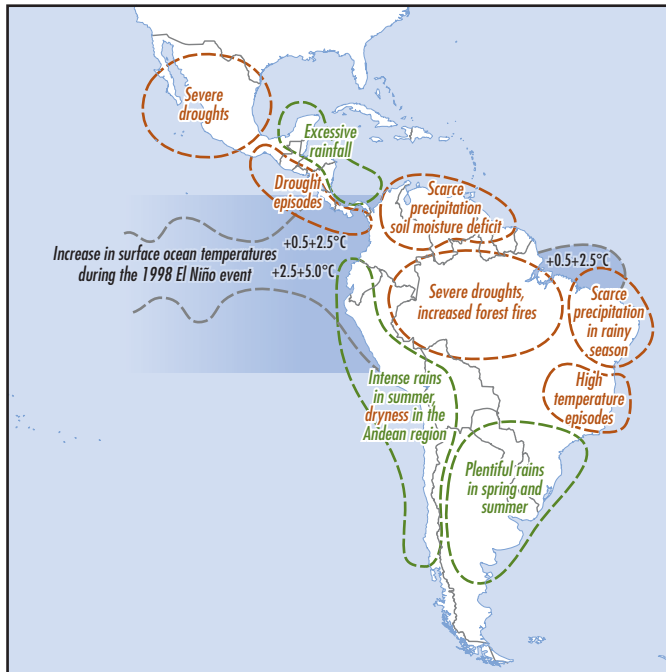 Severe
droughts
Excessive
rainfall
Drought
episodes
Scarce
precipitation
soil moisture deficit
+0.5+2.5°C
Increase in surface ocean temperatures
during the 1998 El Niño event
+2.5+5.0°C
+0.5+2.5°C
Severe droughts,
increased forest fires
Scarce
precipitation
in rainy
season
High
temperature
episodes
Intense rains
in summer,
dryness in the
Andean region
Plentiful rains
in spring and
summer